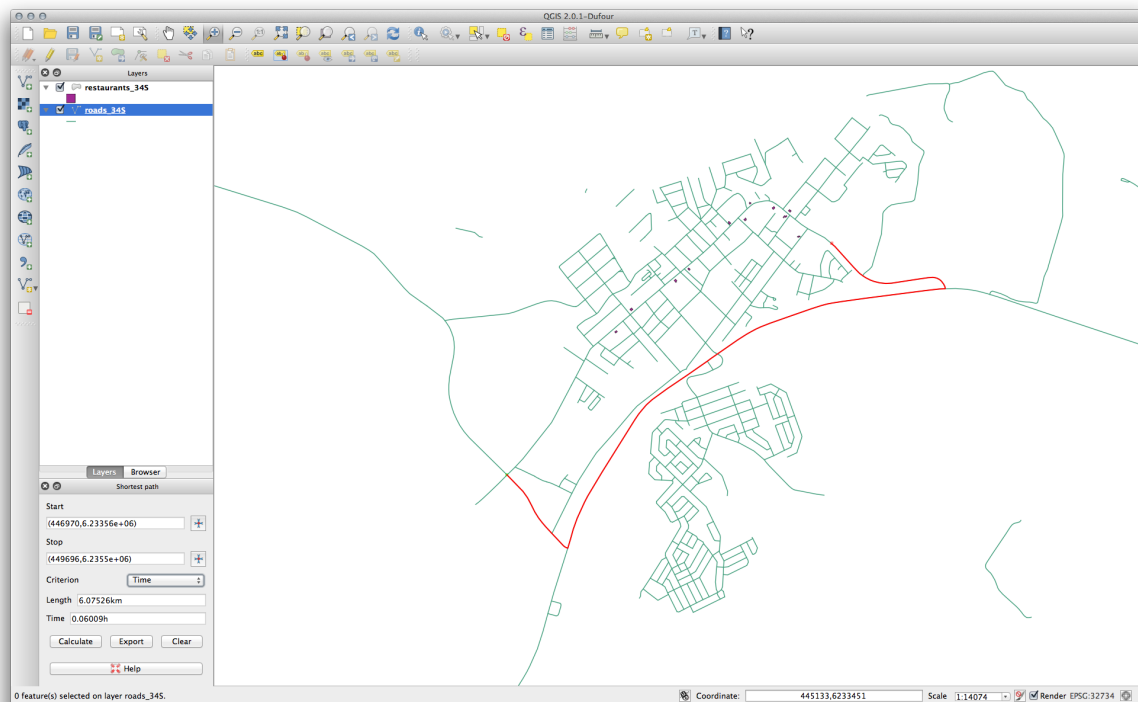 QGIS 2.0.1-Dufour
Layers
restaurants_34S
roads_34S
Layers
Browser
Shortest path
Start
(446970,6.23356e+06)
Stop
(449696,6.2355e+06)
Criterion
Time
Length
6.07526km
Time
0.06009h
Calculate
Export
Clear
Help
0 feature(s) selected on layer roads_34S.
Coordinate:
445133,6233451
Scale
1:14074
Render
EPSG:32734